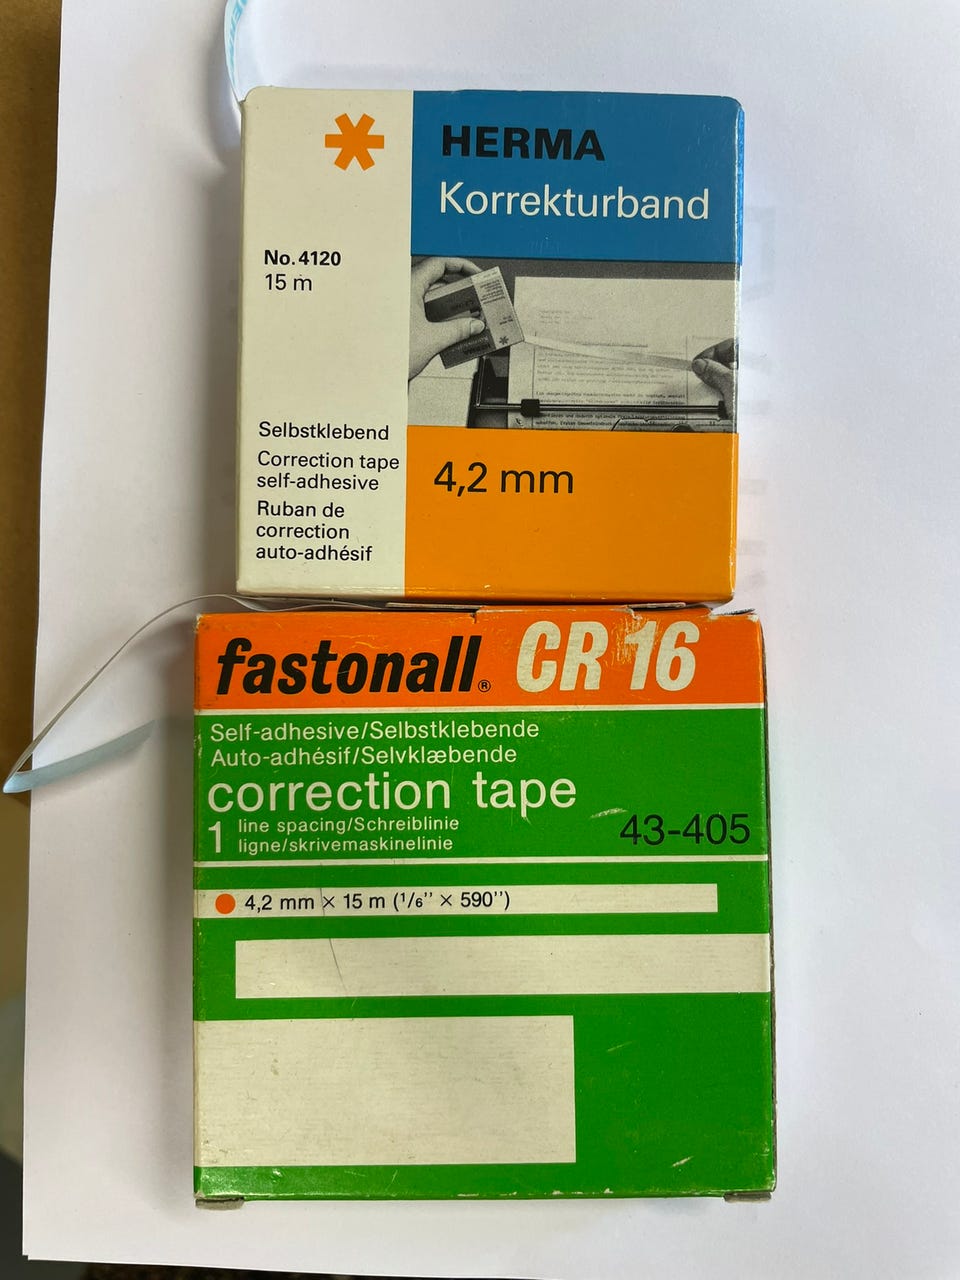 HERMA
Korrekturband
No. 4120
15 m
HERMA
Selbstklebend
Correction tape
self-adhesive
Ruban de
correction
auto-adhésif
4,2 mm
fastonall® CR 16
Self-adhesive/Selbstklebende
Auto-adhésif/Selvklæbende
correction tape
1 line spacing/Schreiblinie
ligne/skrivemaskinelinie
43-405
4,2 mm × 15 m (1/6'' × 590'')